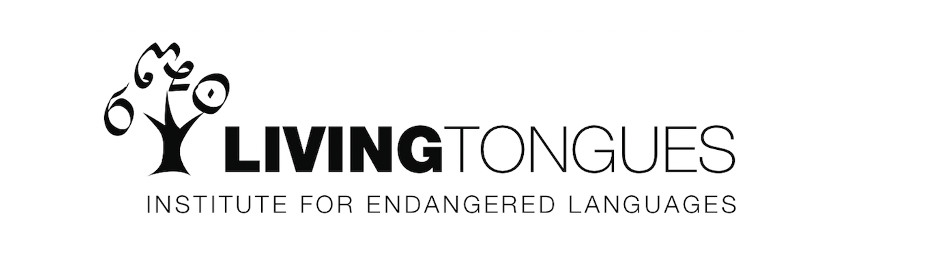 LIVINGTONGUES
INSTITUTE FOR ENDANGERED LANGUAGES